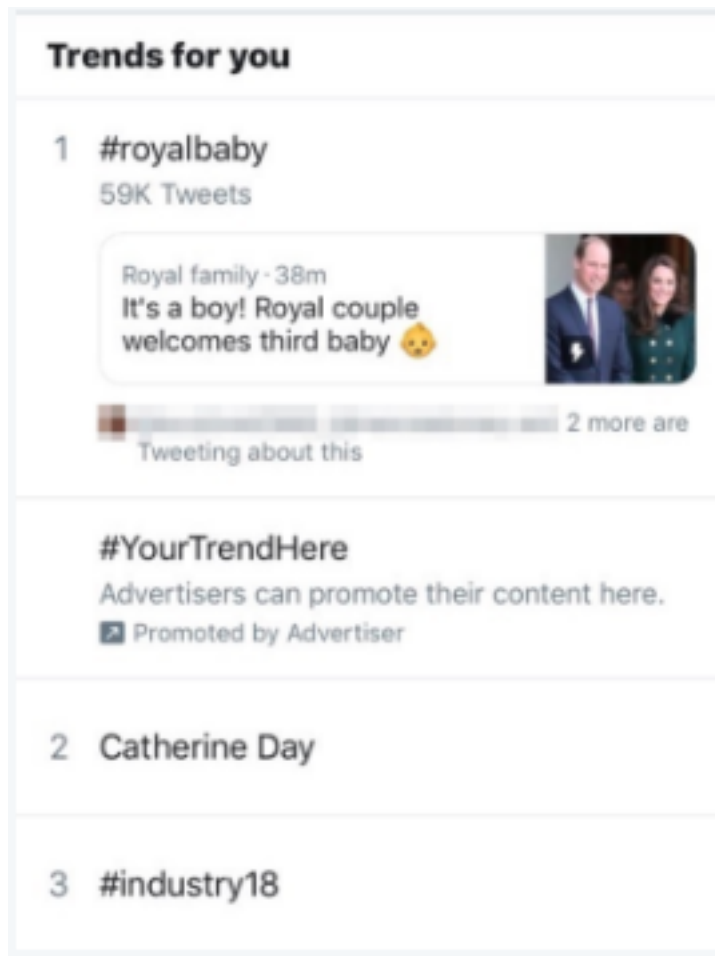 Trends for you
1 #royalbaby
59K Tweets
Royal family · 38m
It's a boy! Royal couple
welcomes third baby 👶
2 more are
Tweeting about this
#YourTrendHere
Advertisers can promote their content here.
Promoted by Advertiser
2 Catherine Day
3 #industry18